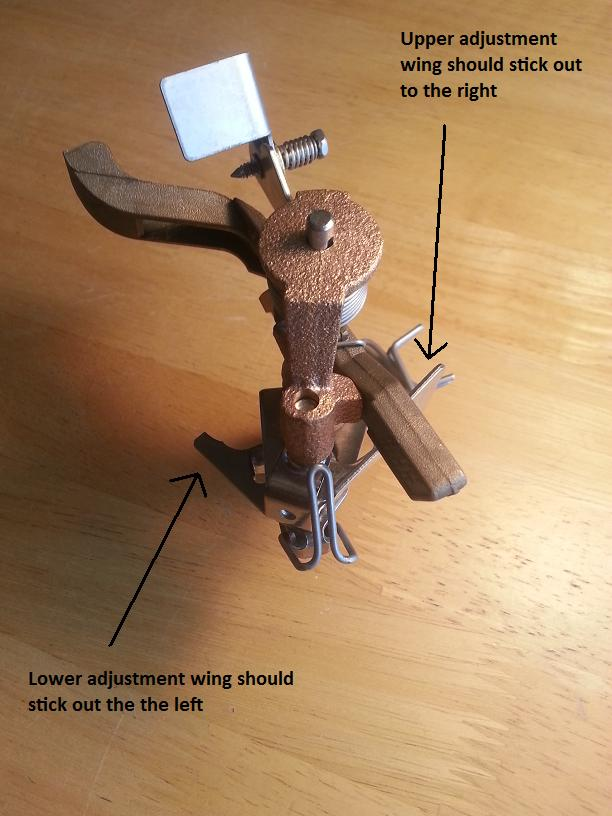 Upper adjustment
wing should stick out
to the right
Lower adjustment wing should
stick out the the left